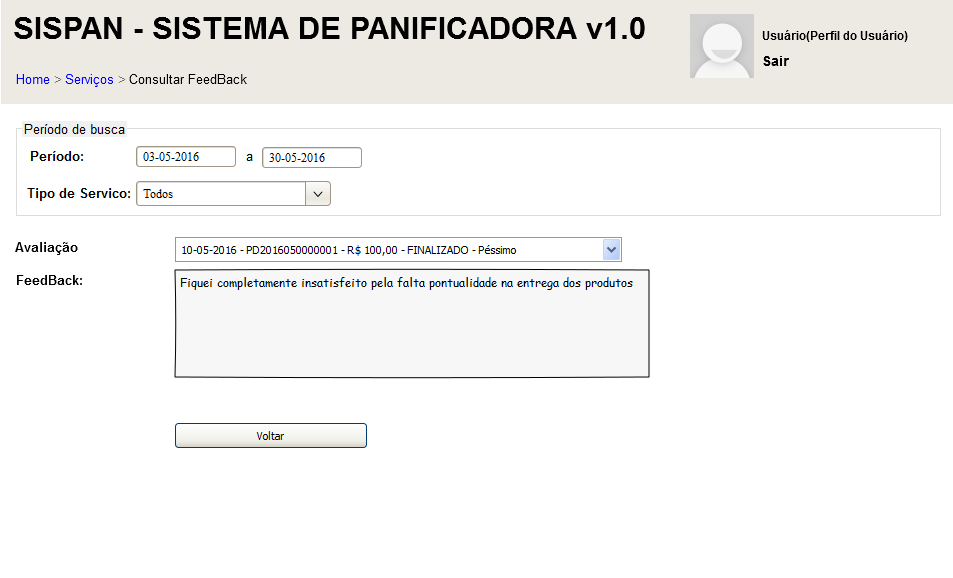 SISPAN - SISTEMA DE PANIFICADORA v1.0
Usuário(Perfil do Usuário)
Sair
Home > Serviços > Consultar FeedBack
Período de busca
Período: 03-05-2016 a 30-05-2016
Tipo de Servico: Todos
Avaliação 10-05-2016 - PD2016050000001 - R$ 100,00 - FINALIZADO - Péssimo
FeedBack: Fiquei completamente insatisfeito pela falta pontualidade na entrega dos produtos
Voltar